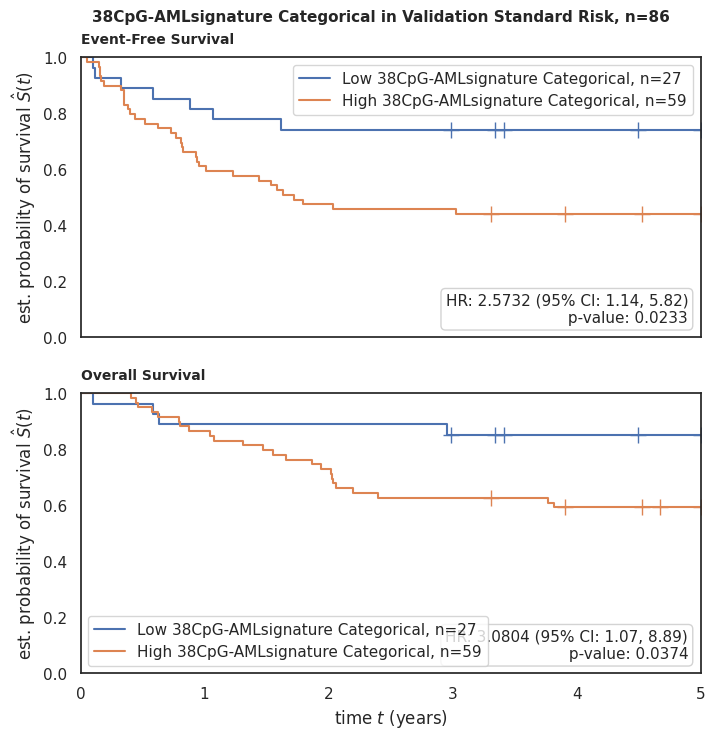 38CpG-AMLsignature Categorical in Validation Standard Risk, n=86
Event-Free Survival
est. probability of survival Ŝ(t)
1.0
0.8
0.6
0.4
0.2
0.0
Low 38CpG-AMLsignature Categorical, n=27
High 38CpG-AMLsignature Categorical, n=59
HR: 2.5732 (95% CI: 1.14, 5.82)
p-value: 0.0233
Overall Survival
est. probability of survival Ŝ(t)
1.0
0.8
0.6
0.4
0.2
0.0
Low 38CpG-AMLsignature Categorical, n=27
High 38CpG-AMLsignature Categorical, n=59
HR: 3.0804 (95% CI: 1.07, 8.89)
p-value: 0.0374
0 1 2 3 4 5
time t (years)